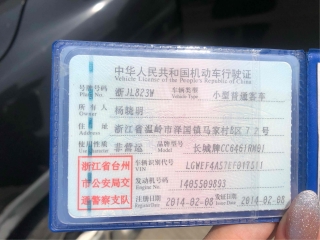 中华人民共和国机动车行驶证
Vehicle License of the People's Republic of China
号牌号码 浙JL823W 车辆类型 小型普通客车
Plate No. Vehicle Type
所有人 杨晓明
Owner
住址 浙江省温岭市泽国镇马家村
Address
使用性质 非营运 品牌型号 长城牌CC6461RM01
Use Character Model
浙江省台州
市公安局交
通警察支队
车辆识别代号
VIN
发动机号码
Engine No.
注册日期 2014-02-08 发证日期 2014-02-08
Register Date Issue Date